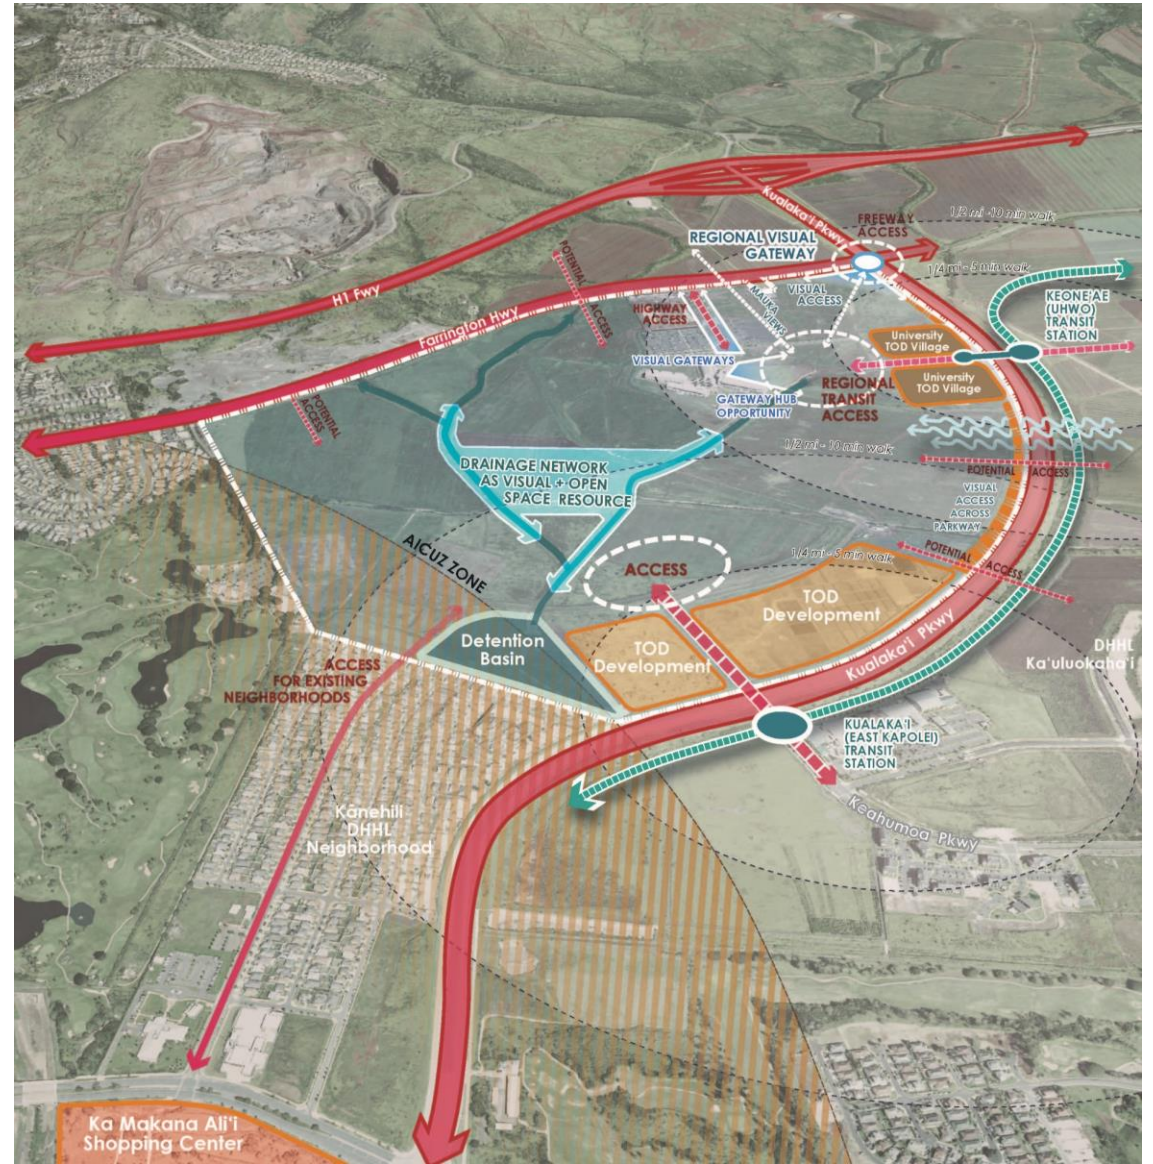 1/2 mi -10 min walk
Kualaka'i Pkwy
FREEWAY
ACCESS
REGIONAL VISUAL
GATEWAY
1/4 mi - 5 min walk
H1 Fwy
POTENTIAL
ACCESS
MAUKA
VIEWS
VISUAL
ACCESS
KEONE'AE
(UHWO)
TRANSIT
STATION
HIGHWAY
ACCESS
Farrington Hwy
University
TOD Village
VISUAL GATEWAYS
REGIONAL
TRANSIT
ACCESS
University
TOD Village
GATEWAY HUB
OPPORTUNITY
POTENTIAL
ACCESS
1/2 mi - 10 min walk
DRAINAGE NETWORK
AS VISUAL + OPEN
SPACE RESOURCE
POTENTIAL ACCESS
VISUAL
ACCESS
ACROSS
PARKWAY
AICUZ ZONE
1/4 mi - 5 min walk
POTENTIAL ACCESS
ACCESS
TOD
Development
Detention
Basin
TOD
Development
Kualaka'i Pkwy
DHHL
Ka'uluokaha'i
ACCESS
FOR EXISTING
NEIGHBORHOODS
KUALAKA'I
(EAST KAPOLEI)
TRANSIT
STATION
Kānehili
DHHL
Neighborhood
Keahumoa Pkwy
Ka Makana Ali'i
Shopping Center